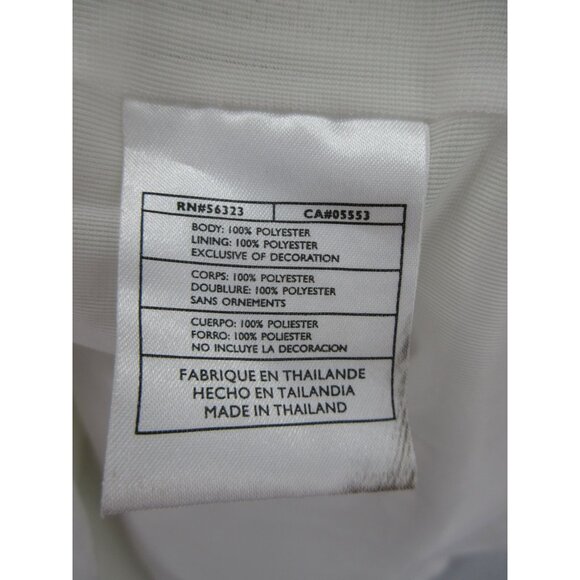 RN#56323 CA#05553
BODY: 100% POLYESTER
LINING: 100% POLYESTER
EXCLUSIVE OF DECORATION
CORPS: 100% POLYESTER
DOUBLURE: 100% POLYESTER
SANS ORNEMENTS
CUERPO: 100% POLIESTER
FORRO: 100% POLIESTER
NO INCLUYE LA DECORACION
FABRIQUE EN THAILANDE
HECHO EN TAILANDIA
MADE IN THAILAND